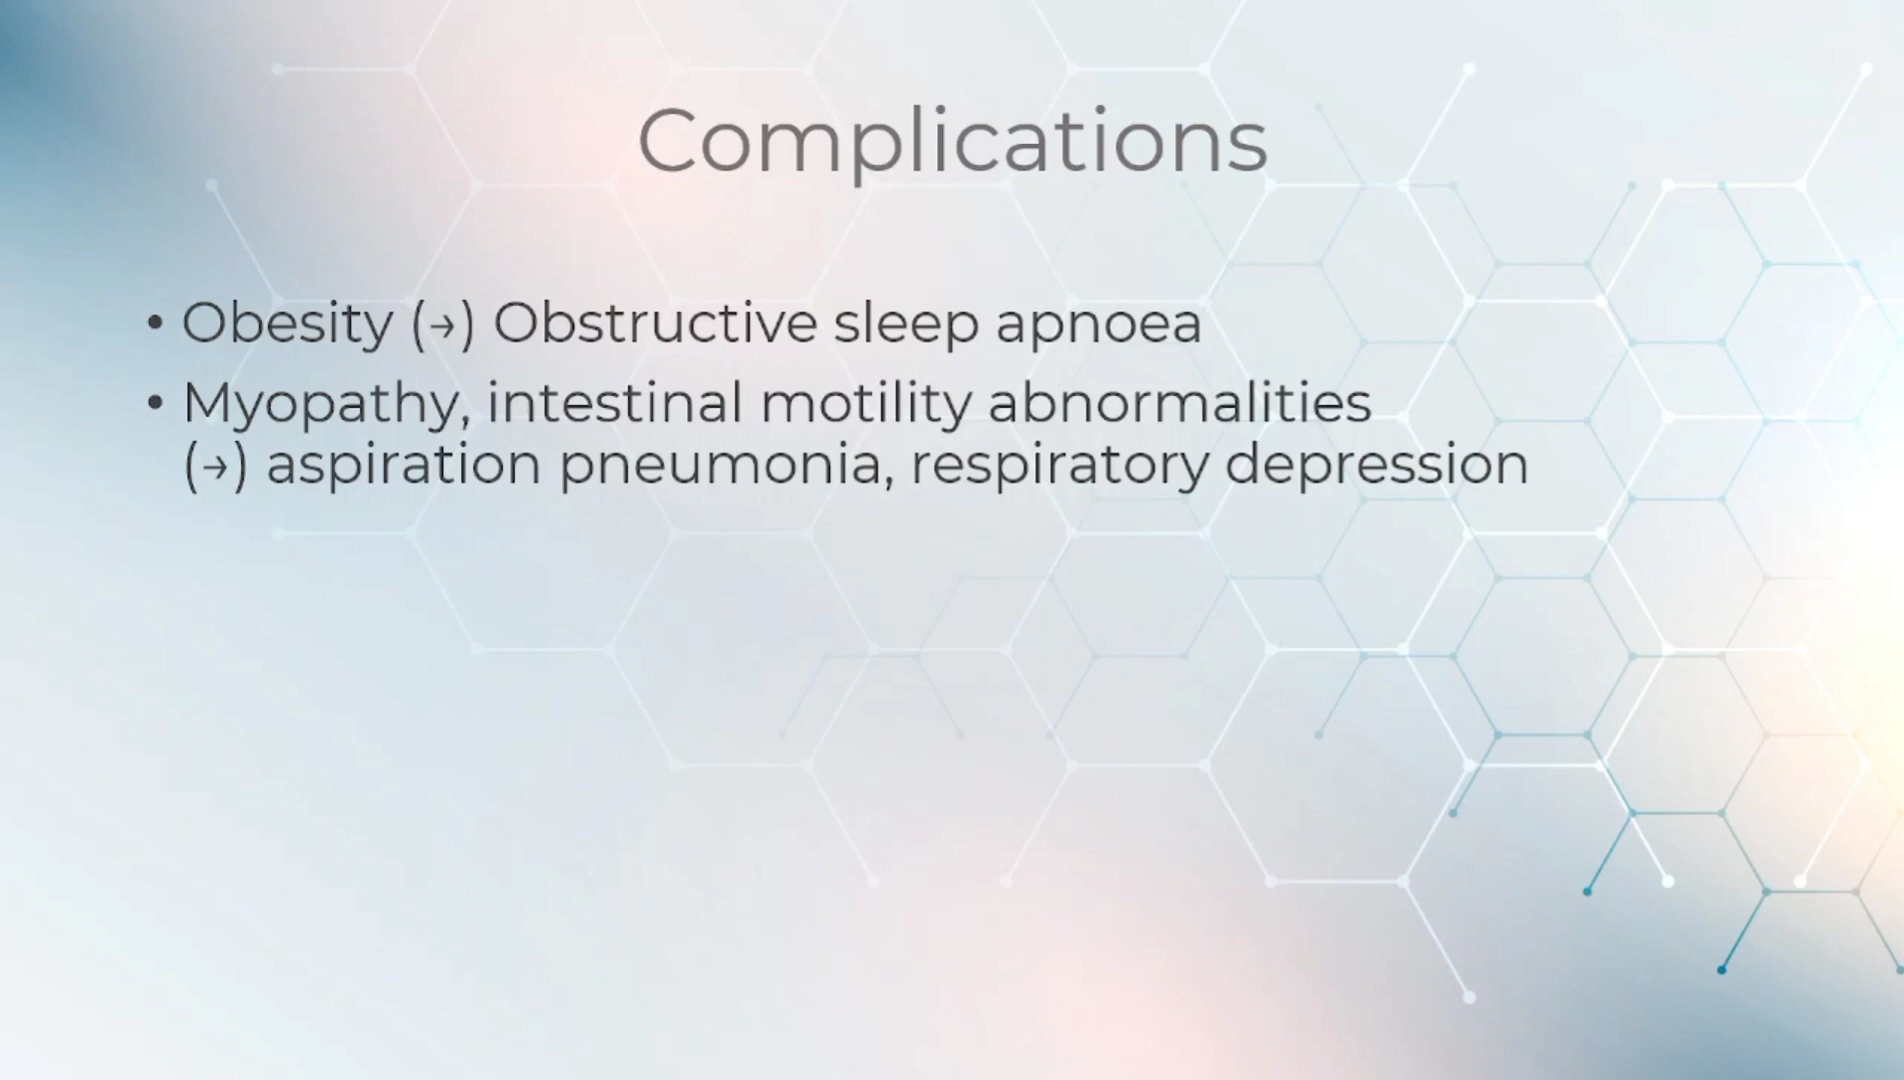 Complications
• Obesity (→) Obstructive sleep apnoea
• Myopathy, intestinal motility abnormalities
(→) aspiration pneumonia, respiratory depression